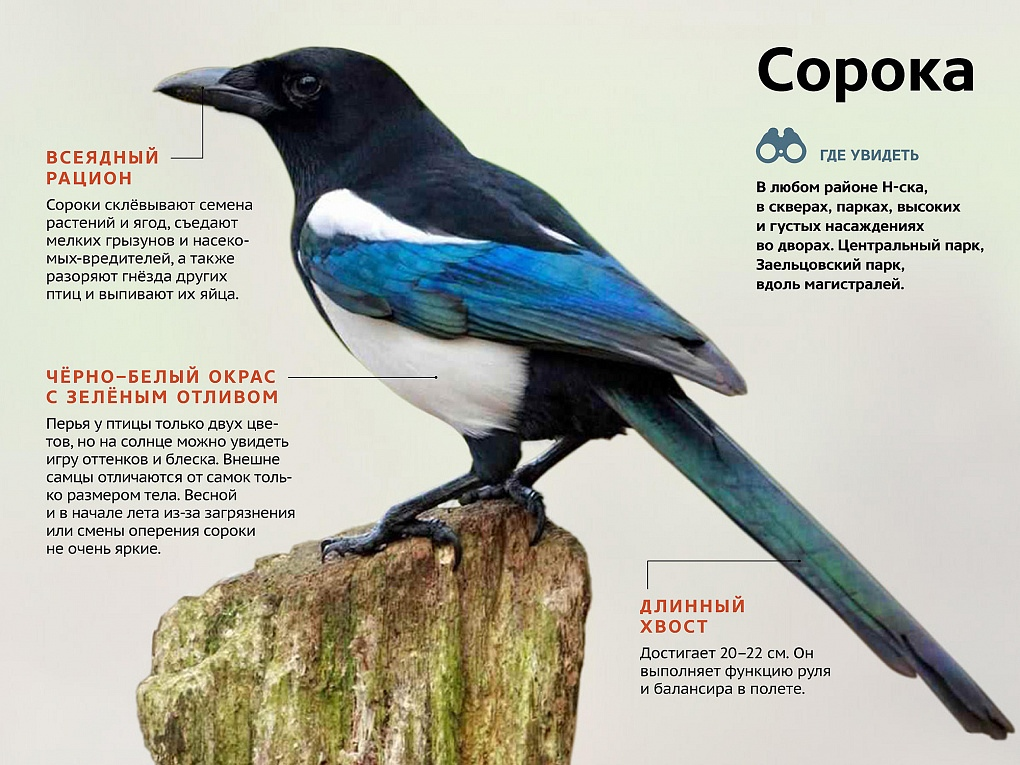 Сорока
ГДЕ УВИДЕТЬ
В любом районе Н-ска,
в скверах, парках, высоких
и густых насаждениях
во дворах. Центральный парк,
Заельцовский парк,
вдоль магистралей.
ВСЕЯДНЫЙ
РАЦИОН
Сороки склёвывают семена
растений и ягод, съедают
мелких грызунов и насеко-
мых-вредителей, а также
разоряют гнёзда других
птиц и выпивают их яйца.
ЧЁРНО–БЕЛЫЙ ОКРАС
С ЗЕЛЁНЫМ ОТЛИВОМ
Перья у птицы только двух цве-
тов, но на солнце можно увидеть
игру оттенков и блеска. Внешне
самцы отличаются от самок толь-
ко размером тела. Весной
и в начале лета из-за загрязнения
или смены оперения сороки
не очень яркие.
ДЛИННЫЙ
ХВОСТ
Достигает 20–22 см. Он
выполняет функцию руля
и балансира в полете.